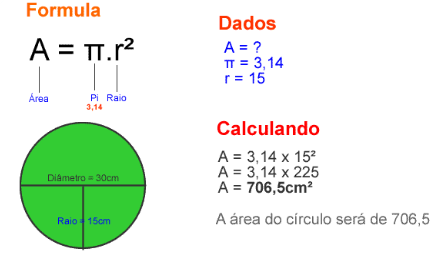 Formula
A = π.r²
Área
Pi
Raio
3,14
Diâmetro = 30cm
Raio = 15cm
Dados
A = ?
π = 3,14
r = 15
Calculando
A = 3,14 x 15²
A = 3,14 x 225
A = 706,5cm²
A área do círculo será de 706,5